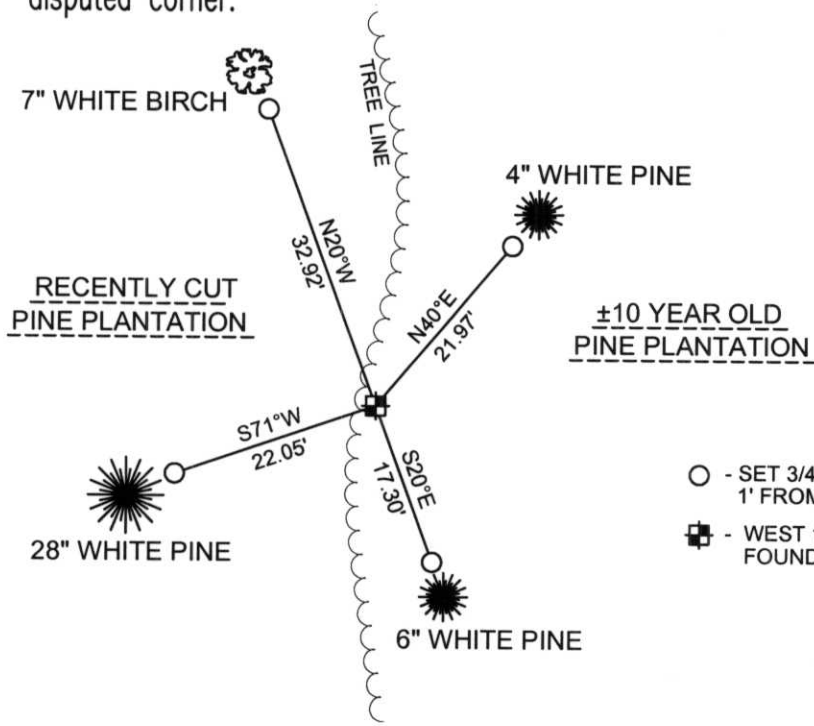 disputed corner.
TREE LINE
7" WHITE BIRCH
4" WHITE PINE
N20°W
32.92'
N40°E
21.97'
RECENTLY CUT
PINE PLANTATION
±10 YEAR OLD
PINE PLANTATION
S71°W
22.05'
S20°E
17.30'
28" WHITE PINE
6" WHITE PINE
- SET 3/4
1' FROM
- WEST
FOUND